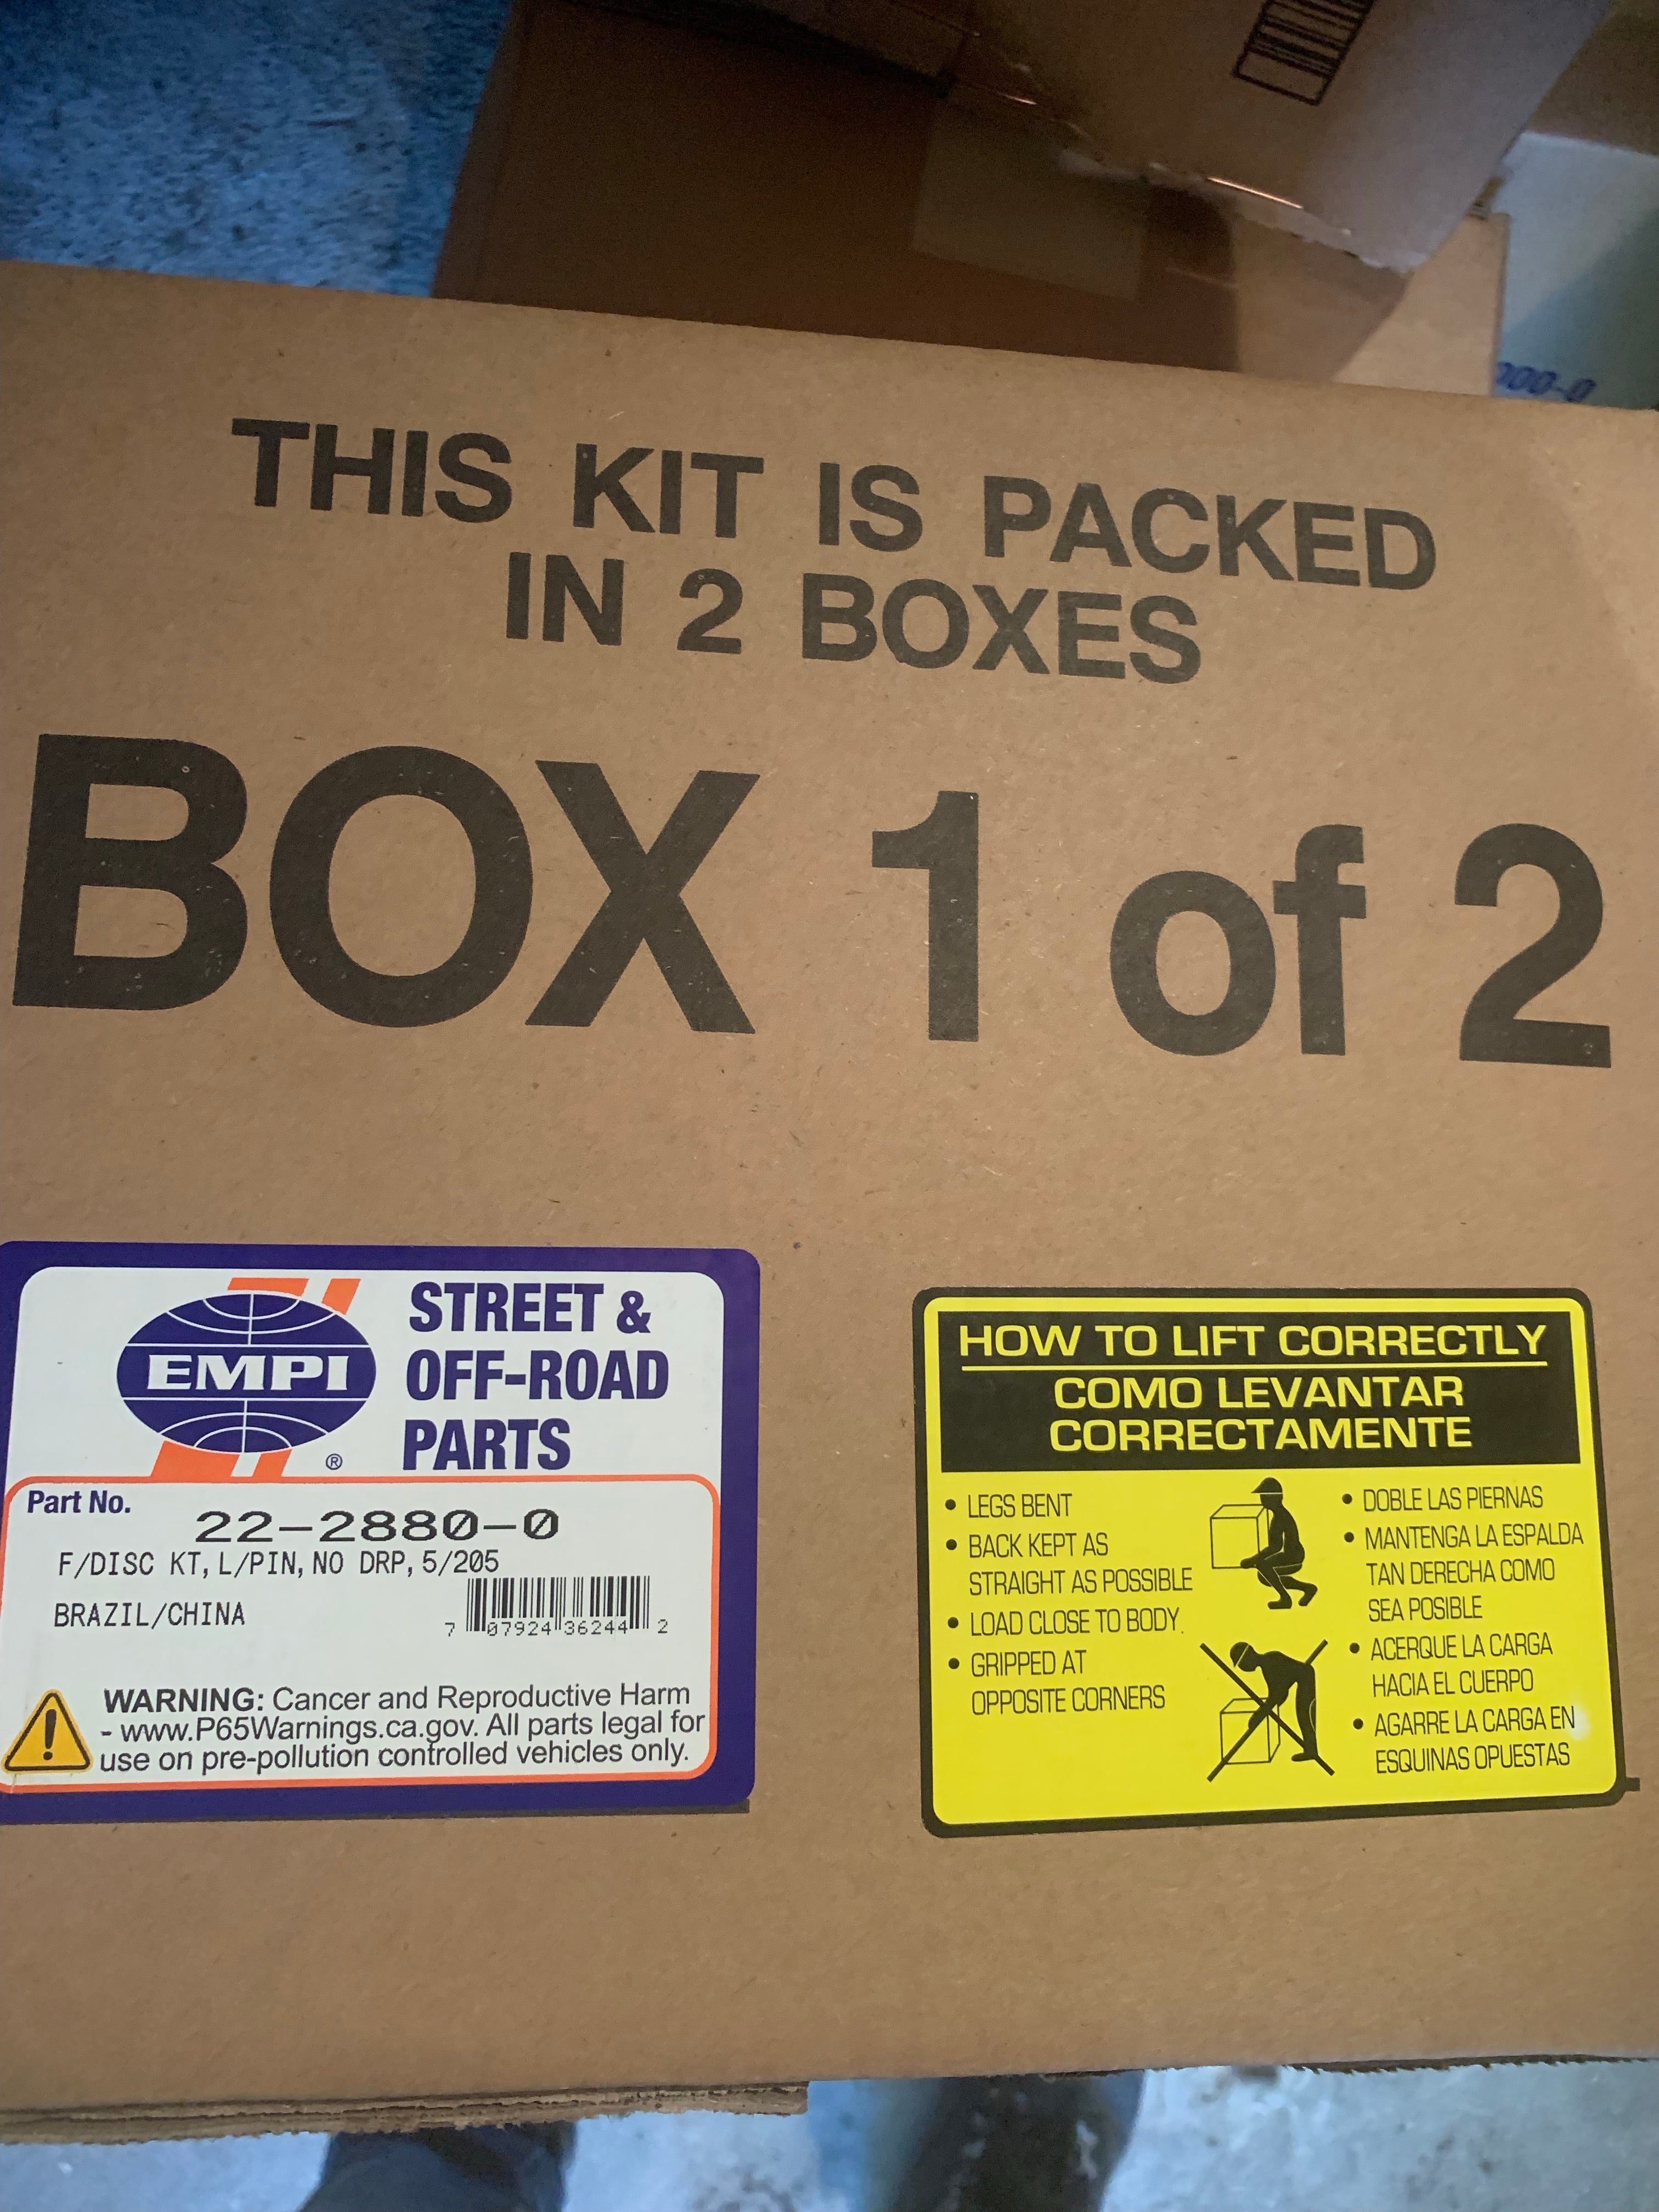 000-0
THIS KIT IS PACKED
IN 2 BOXES
BOX 1 of 2
EMPI
®
STREET &
OFF-ROAD
PARTS
Part No.
22-2880-0
F/DISC KT, L/PIN, NO DRP, 5/205
BRAZIL/CHINA
7 07924 36244 2
WARNING: Cancer and Reproductive Harm
- www.P65Warnings.ca.gov. All parts legal for
use on pre-pollution controlled vehicles only.
HOW TO LIFT CORRECTLY
COMO LEVANTAR
CORRECTAMENTE
• LEGS BENT
• BACK KEPT AS
STRAIGHT AS POSSIBLE
• LOAD CLOSE TO BODY.
• GRIPPED AT
OPPOSITE CORNERS
• DOBLE LAS PIERNAS
• MANTENGA LA ESPALDA
TAN DERECHA COMO
SEA POSIBLE
• ACERQUE LA CARGA
HACIA EL CUERPO
• AGARRE LA CARGA EN
ESQUINAS OPUESTAS